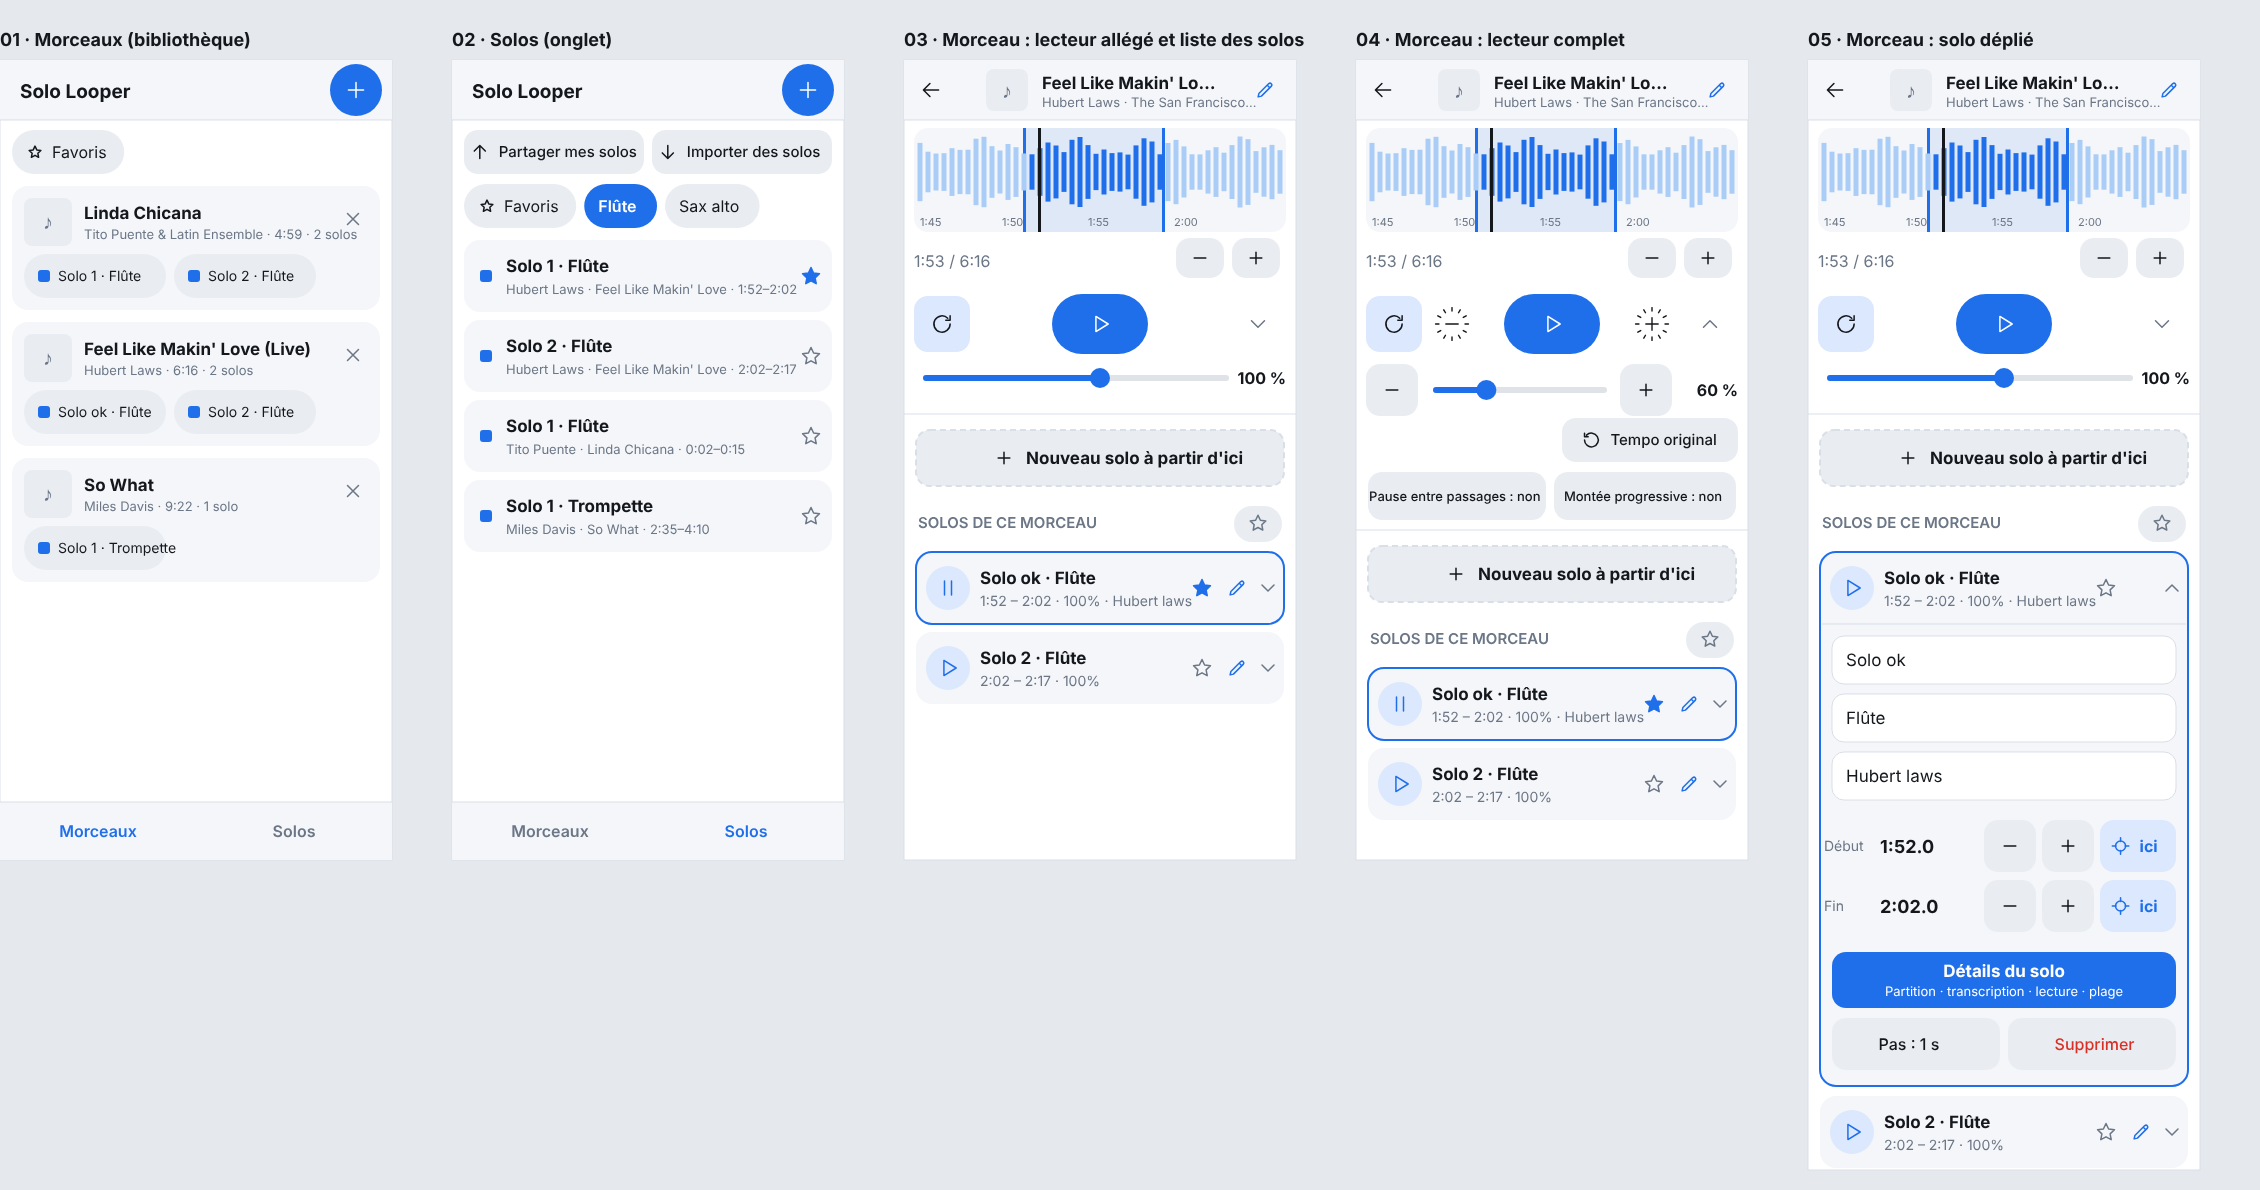 01 · Morceaux (bibliothèque)
Solo Looper
Favoris
Linda Chicana
Tito Puente & Latin Ensemble · 4:59 · 2 solos
Solo 1 · Flûte
Solo 2 · Flûte
Feel Like Makin' Love (Live)
Hubert Laws · 6:16 · 2 solos
Solo ok · Flûte
Solo 2 · Flûte
So What
Miles Davis · 9:22 · 1 solo
Solo 1 · Trompette
Morceaux
Solos
02 · Solos (onglet)
Solo Looper
Partager mes solos
Importer des solos
Favoris
Flûte
Sax alto
Solo 1 · Flûte
Hubert Laws · Feel Like Makin' Love · 1:52–2:02
Solo 2 · Flûte
Hubert Laws · Feel Like Makin' Love · 2:02–2:17
Solo 1 · Flûte
Tito Puente · Linda Chicana · 0:02–0:15
Solo 1 · Trompette
Miles Davis · So What · 2:35–4:10
Morceaux
Solos
03 · Morceau : lecteur allégé et liste des solos
Feel Like Makin' Lo...
Hubert Laws · The San Francisco...
1:45
1:50
1:55
2:00
1:53 / 6:16
100 %
Nouveau solo à partir d'ici
SOLOS DE CE MORCEAU
Solo ok · Flûte
1:52 – 2:02 · 100% · Hubert laws
Solo 2 · Flûte
2:02 – 2:17 · 100%
04 · Morceau : lecteur complet
Feel Like Makin' Lo...
Hubert Laws · The San Francisco...
1:45
1:50
1:55
2:00
1:53 / 6:16
60 %
Tempo original
Pause entre passages : non
Montée progressive : non
Nouveau solo à partir d'ici
SOLOS DE CE MORCEAU
Solo ok · Flûte
1:52 – 2:02 · 100% · Hubert laws
Solo 2 · Flûte
2:02 – 2:17 · 100%
05 · Morceau : solo déplié
Feel Like Makin' Lo...
Hubert Laws · The San Francisco...
1:45
1:50
1:55
2:00
1:53 / 6:16
100 %
Nouveau solo à partir d'ici
SOLOS DE CE MORCEAU
Solo ok · Flûte
1:52 – 2:02 · 100% · Hubert laws
Solo ok
Flûte
Hubert laws
Début 1:52.0 ici
Fin 2:02.0 ici
Détails du solo
Partition · transcription · lecture · plage
Pas : 1 s
Supprimer
Solo 2 · Flûte
2:02 – 2:17 · 100%